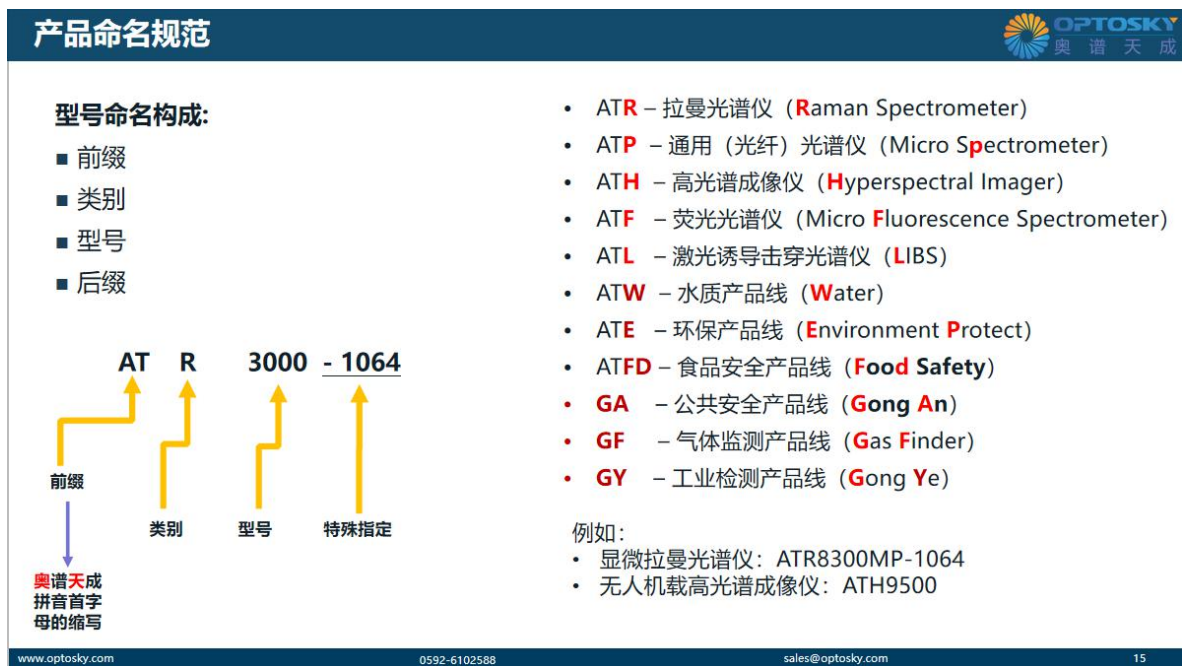 产品命名规范
OPTOSKY
奥谱天成
型号命名构成:
■ 前缀
■ 类别
■ 型号
■ 后缀
AT R 3000 - 1064
前缀
类别
型号
特殊指定
奥谱天成
拼音首字
母的缩写
• ATR – 拉曼光谱仪（Raman Spectrometer）
• ATP – 通用（光纤）光谱仪（Micro Spectrometer）
• ATH – 高光谱成像仪（Hyperspectral Imager）
• ATF – 荧光光谱仪（Micro Fluorescence Spectrometer）
• ATL – 激光诱导击穿光谱仪（LIBS）
• ATW – 水质产品线（Water）
• ATE – 环保产品线（Environment Protect）
• ATFD – 食品安全产品线（Food Safety）
• GA – 公共安全产品线（Gong An）
• GF – 气体监测产品线（Gas Finder）
• GY – 工业检测产品线（Gong Ye）
例如：
• 显微拉曼光谱仪：ATR8300MP-1064
• 无人机载高光谱成像仪：ATH9500
www.optosky.com
0592-6102588
sales@optosky.com
15